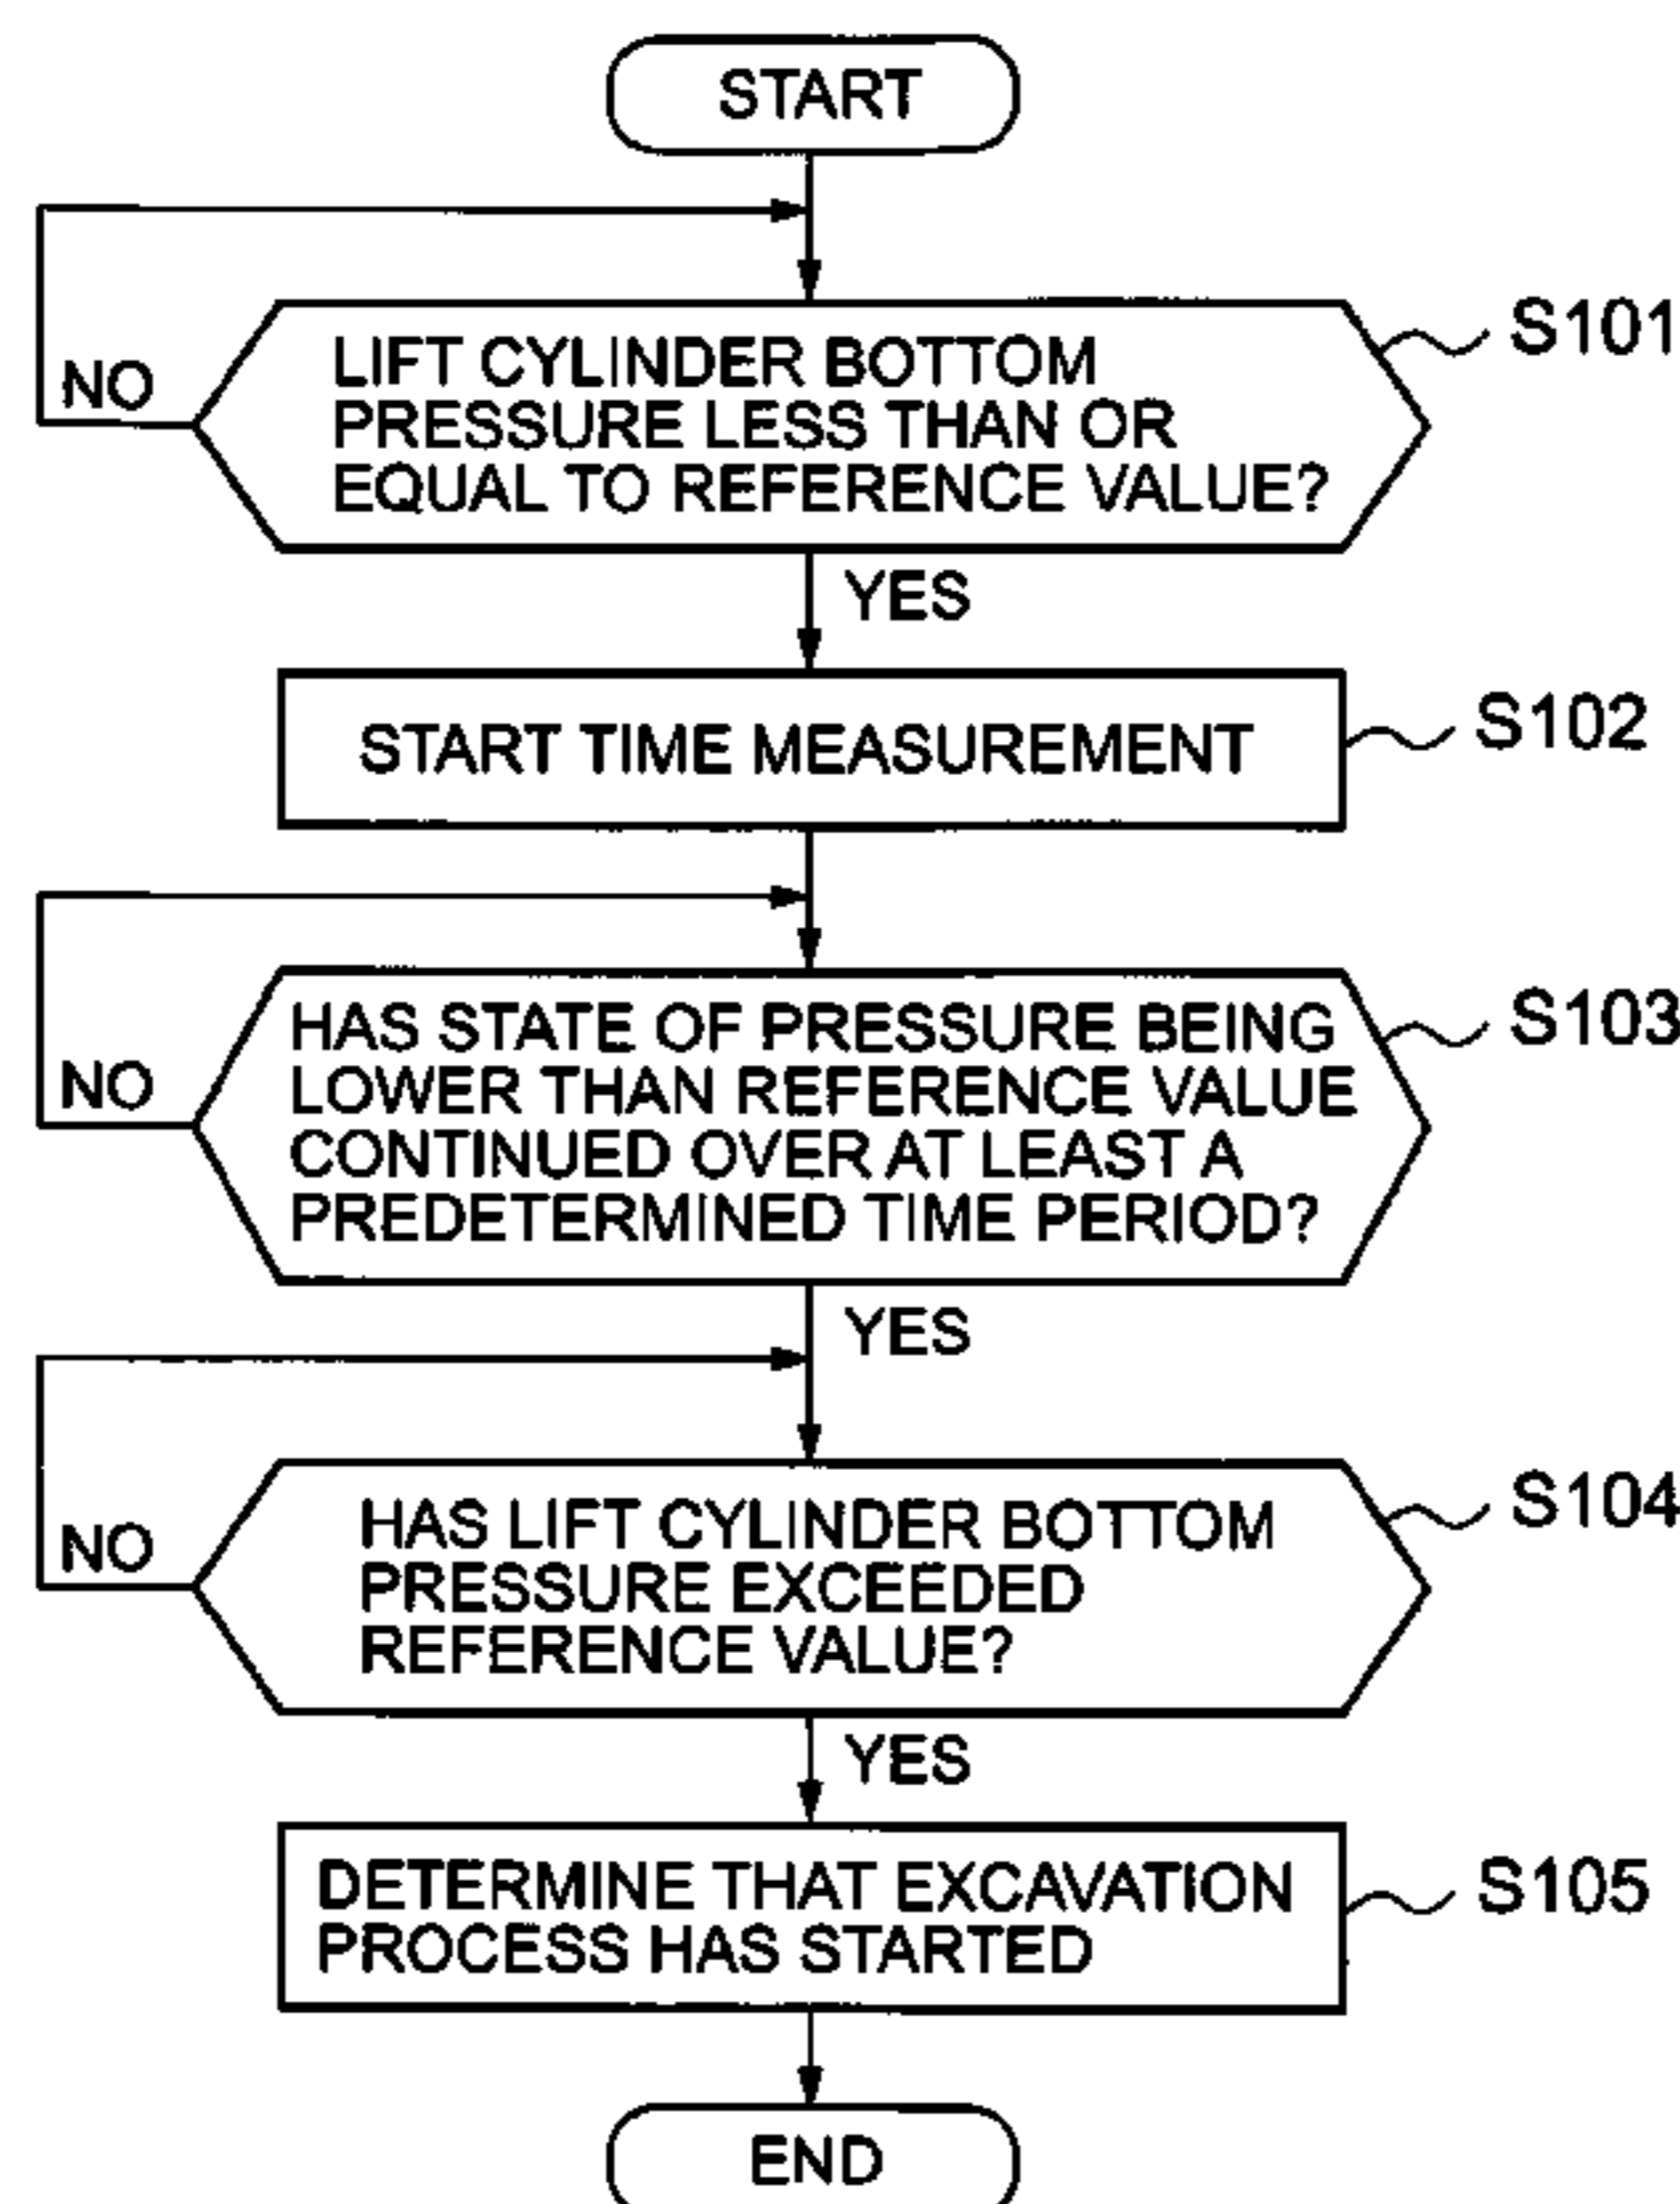 START
NO
LIFT CYLINDER BOTTOM
PRESSURE LESS THAN OR
EQUAL TO REFERENCE VALUE?
S101
YES
START TIME MEASUREMENT
S102
NO
HAS STATE OF PRESSURE BEING
LOWER THAN REFERENCE VALUE
CONTINUED OVER AT LEAST A
PREDETERMINED TIME PERIOD?
S103
YES
NO
HAS LIFT CYLINDER BOTTOM
PRESSURE EXCEEDED
REFERENCE VALUE?
S104
YES
DETERMINE THAT EXCAVATION
PROCESS HAS STARTED
S105
END